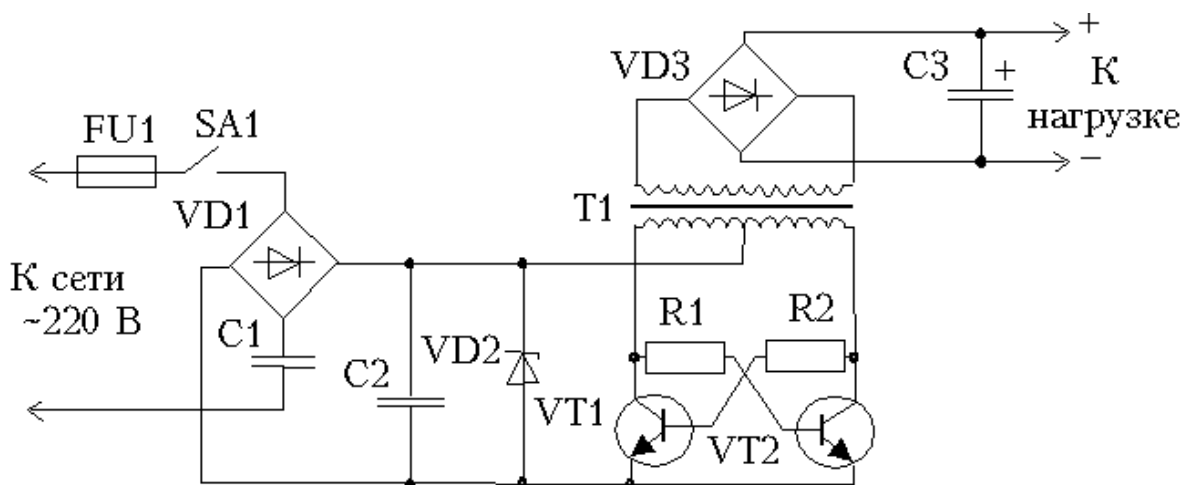 VD3
C3
+
+
К
нагрузке
−
FU1
SA1
VD1
T1
К сети
~220 В
C1
C2
VD2
R1
R2
VT1
VT2